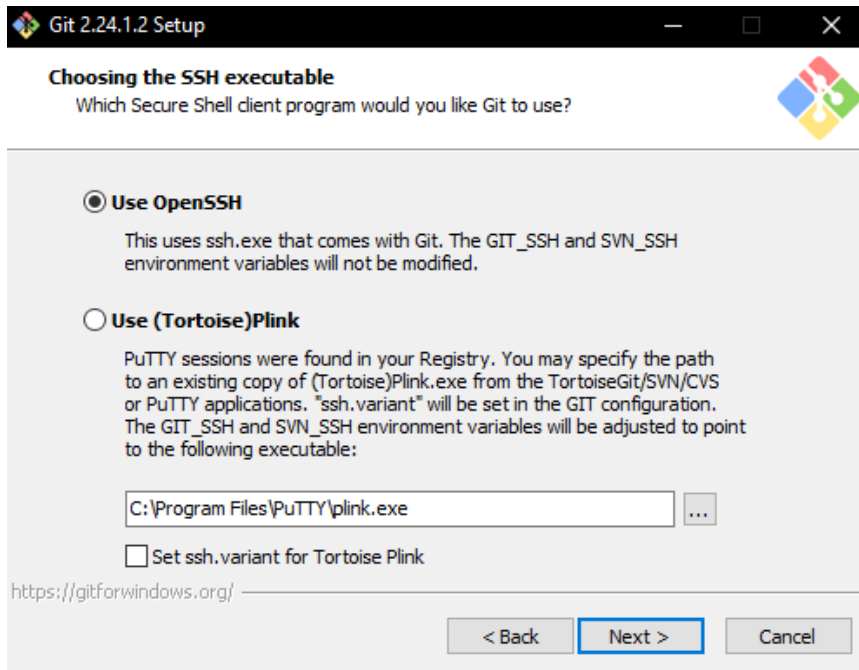 Git 2.24.1.2 Setup
Choosing the SSH executable
Which Secure Shell client program would you like Git to use?
Use OpenSSH
This uses ssh.exe that comes with Git. The GIT_SSH and SVN_SSH
environment variables will not be modified.
Use (Tortoise)Plink
PuTTY sessions were found in your Registry. You may specify the path
to an existing copy of (Tortoise)Plink.exe from the TortoiseGit/SVN/CVS
or PuTTY applications. "ssh.variant" will be set in the GIT configuration.
The GIT_SSH and SVN_SSH environment variables will be adjusted to point
to the following executable:
C:\Program Files\PuTTY\plink.exe
...
Set ssh.variant for Tortoise Plink
https://gitforwindows.org/
< Back Next > Cancel